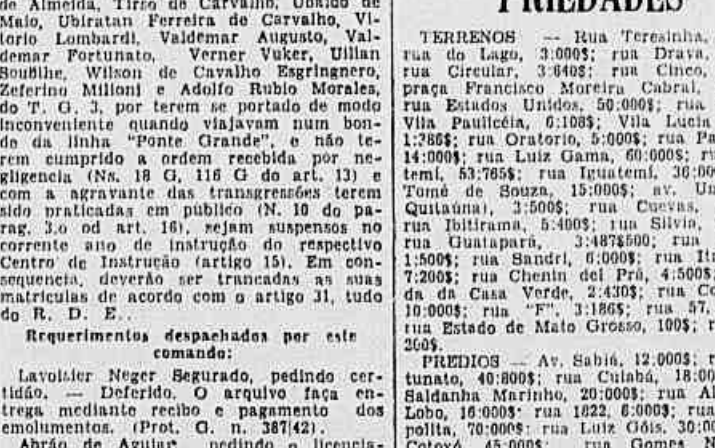 de Almeida, Tirso de Carvalho, Ubaldo de
Maio, Ubiratan Ferreira de Carvalho, Vi-
torio Lombardi, Valdemar Augusto, Val-
demar Fortunato, Verner Vuker, Uilian
Boulilhe, Wilson de Cavalho Esgringnero,
Zeferino Milioni e Adolfo Rubio Morales,
do T. G. 3, por terem se portado de modo
inconveniente quando viajavam num bon-
de da linha "Ponte Grande", e não te-
rem cumprido a ordem recebida por ne-
gligencia (Ns. 18 G, 116 G do art. 13) e
com a agravante das transgressões terem
sido praticadas em público (N. 10 do pa-
rag. 3.o od art. 16), sejam suspensos no
corrente ano de instrução do respectivo
Centro de Instrução (artigo 15). Em con-
sequencia, deverão ser trancadas as suas
matriculas de acordo com o artigo 31, tudo
do R. D. E..
Requerimentos despachados por este
comando:
Lavoisier Neger Segurado, pedindo cer-
tidão. — Deferido. O arquivo faça en-
trega mediante recibo e pagamento dos
emolumentos. (Prot. G. n. 387|42).
Abrão de Aguiar pedindo o licencia-
PRIEDADES
TERRENOS — Rua Teresinha,
rua do Lago, 3:000$; rua Drava,
rua Circular, 3:640$; rua Cinco,
praça Francisco Moreira Cabral,
rua Estados Unidos, 50:000$; rua
Vila Paulicéia, 6:108$; Vila Lucia
1:286$; rua Oratorio, 5:000$; rua Pa
14:000$; rua Luiz Gama, 60:000$; ru
temí, 53:765$; rua Iguatemí, 36:00
Tomé de Souza, 15:000$; av. Un
Quitaúna), 3:500$; rua Cuevas,
rua Ibitirama, 5:400$; rua Silvia,
rua Guatapará, 3:487$500; rua
1:500$; rua Sandri, 6:000$; rua Ita
7:200$; rua Chenin del Prá, 4:500$
da da Casa Verde, 2:430$; rua Co
10:000$; rua "F", 3:186$; rua 57,
rua Estado de Mato Grosso, 100$; r
200$.
PREDIOS — Av. Sabiá, 12:000$; r
tunato, 40:800$; rua Cuiabá, 18:00
Saldanha Marinho, 20:000$; rua Al
Lobo, 16:000$; rua 1822, 6:000$; rua
polita, 70:000$; rua Luiz Góis, 30:00
45:000$; rua Gomes